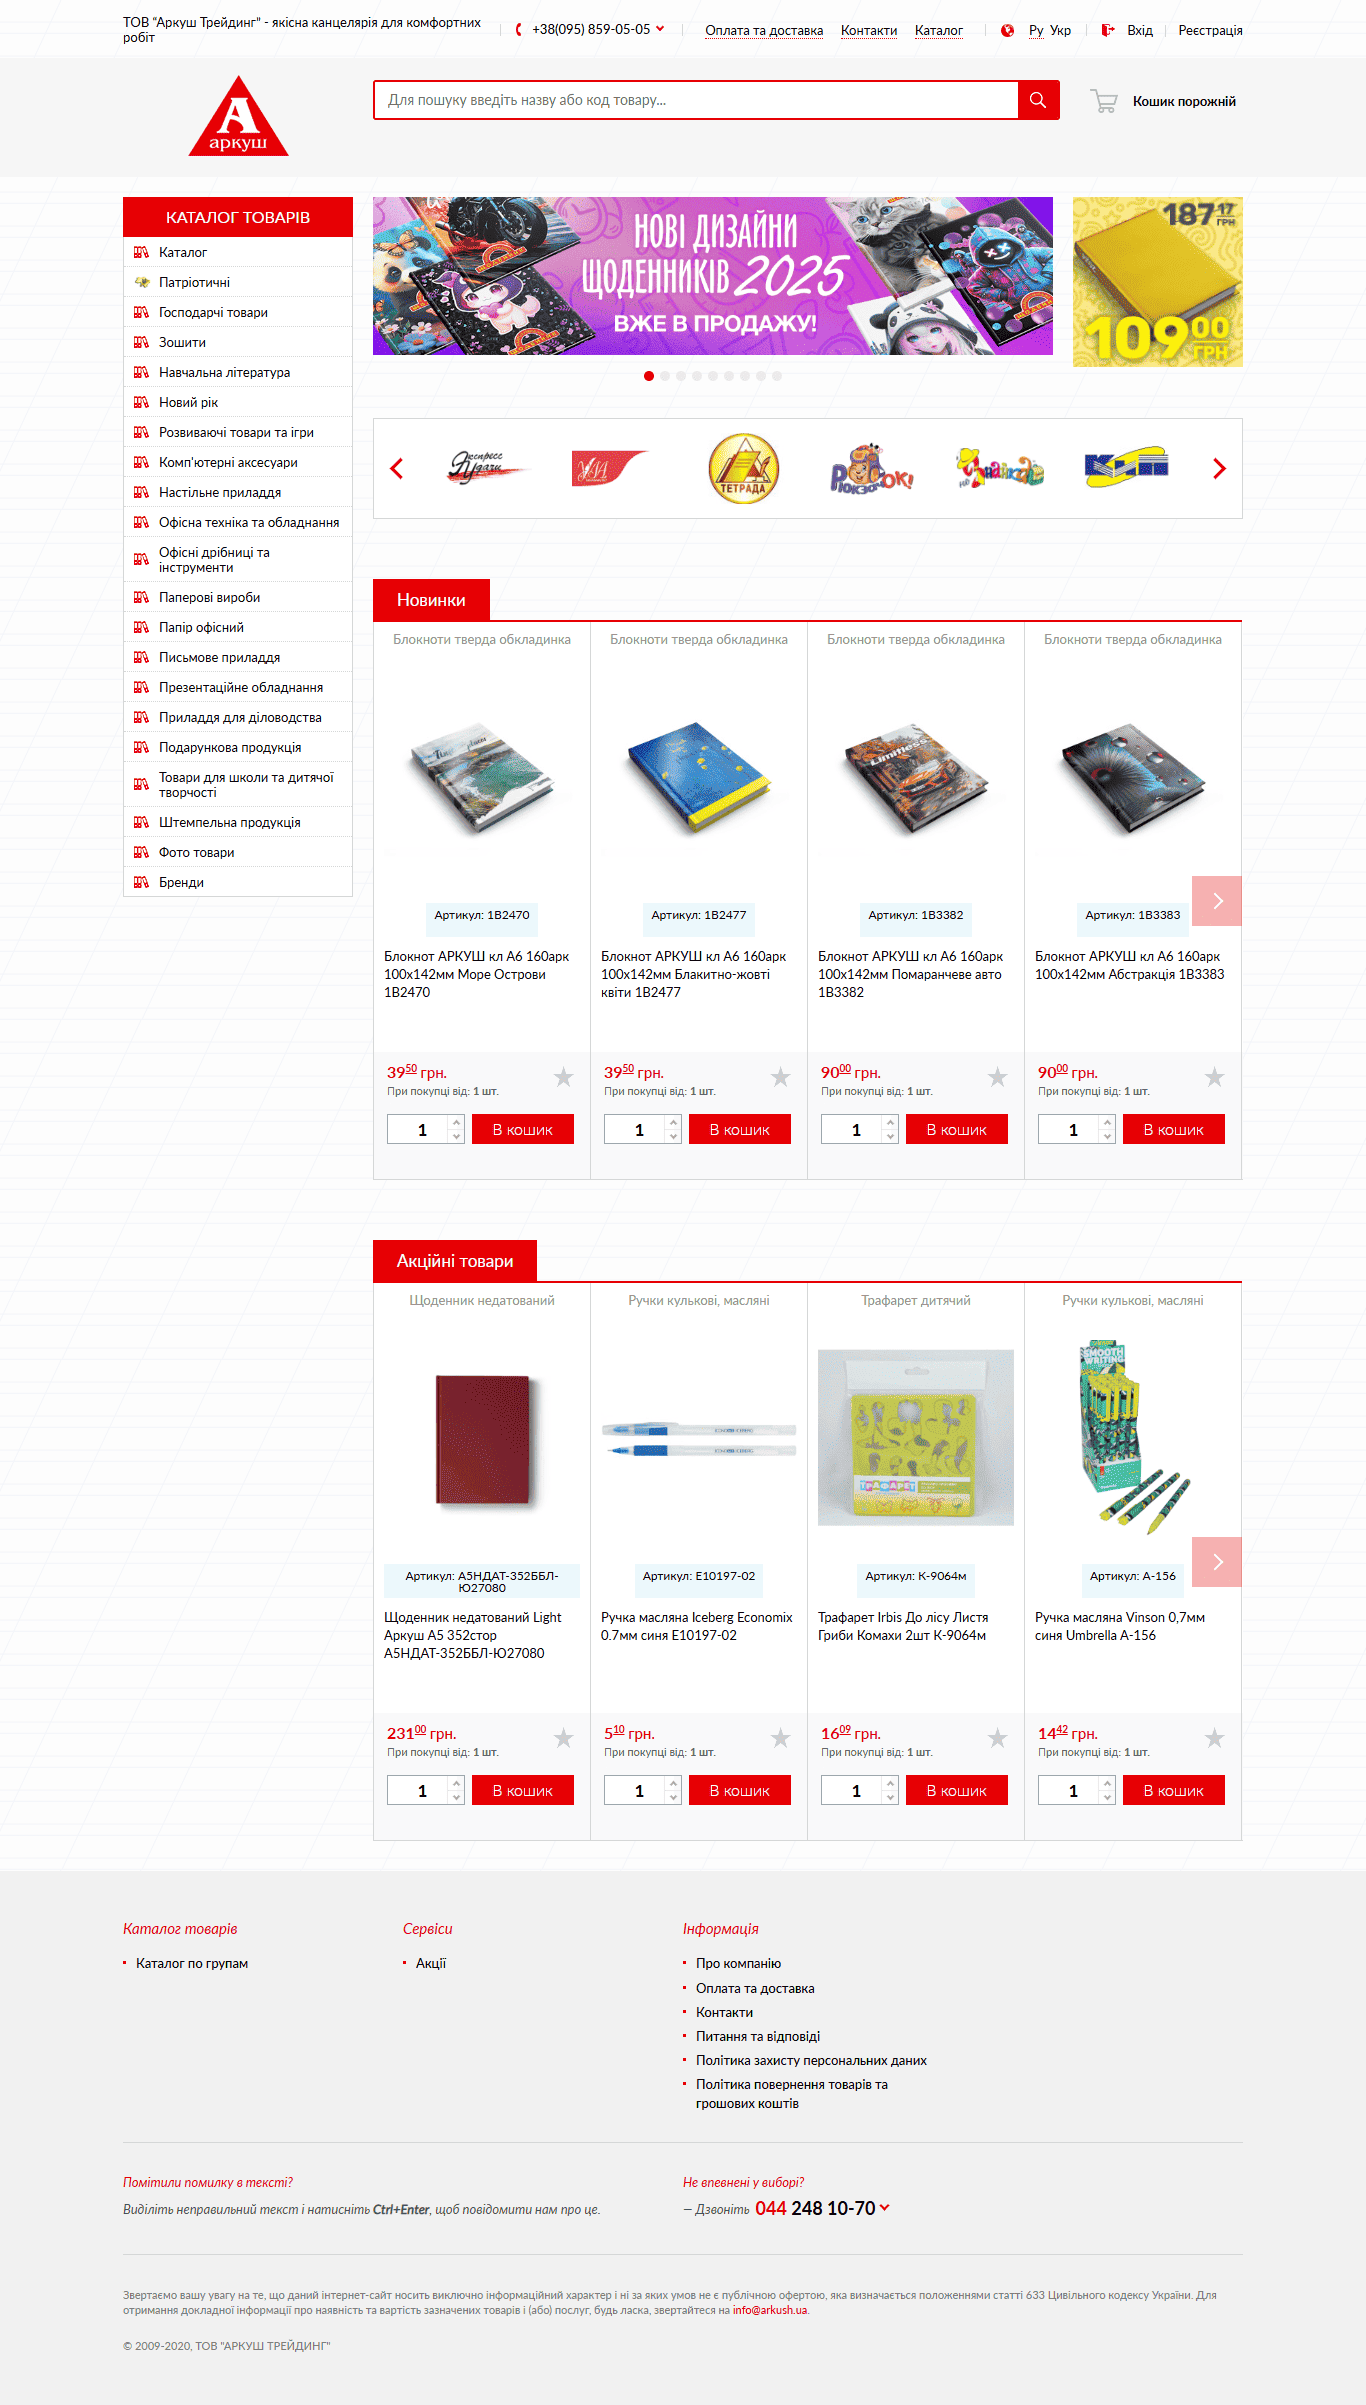 ТОВ "Аркуш Трейдинг" - якісна канцелярія для комфортних
робіт
+38(095) 859-05-05
Оплата та доставка Контакти Каталог
Ру Укр
Вхід
Реєстрація
А
аркуш
Для пошуку введіть назву або код товару...
Кошик порожній
КАТАЛОГ ТОВАРІВ
Каталог
Патріотичні
Господарчі товари
Зошити
Навчальна література
Новий рік
Розвиваючі товари та ігри
Комп'ютерні аксесуари
Настільне приладдя
Офісна техніка та обладнання
Офісні дрібниці та
інструменти
Паперові вироби
Папір офісний
Письмове приладдя
Презентаційне обладнання
Приладдя для діловодства
Подарункова продукція
Товари для школи та дитячої
творчості
Штемпельна продукція
Фото товари
Бренди
НОВІ ДИЗАЙНИ
ЩОДЕННИКІВ 2025
ВЖЕ В ПРОДАЖУ!
187 17 ГРН
109 00 ГРН
Экспресс
Удачи
ТЕТРАДА
РЮКЗАЧОК!
КИП
Новинки
Блокноти тверда обкладинка
Блокноти тверда обкладинка
Блокноти тверда обкладинка
Блокноти тверда обкладинка
Limitless
Артикул: 1В2470
Артикул: 1В2477
Артикул: 1В3382
Артикул: 1В3383
Блокнот АРКУШ кл А6 160арк
100х142мм Море Острови
1В2470
Блокнот АРКУШ кл А6 160арк
100х142мм Блакитно-жовті
квіти 1В2477
Блокнот АРКУШ кл А6 160арк
100х142мм Помаранчеве авто
1В3382
Блокнот АРКУШ кл А6 160арк
100х142мм Абстракція 1В3383
39 50 грн.
При покупці від: 1 шт.
1 В кошик
39 50 грн.
При покупці від: 1 шт.
1 В кошик
90 00 грн.
При покупці від: 1 шт.
1 В кошик
90 00 грн.
При покупці від: 1 шт.
1 В кошик
Акційні товари
Щоденник недатований
Ручки кулькові, масляні
Трафарет дитячий
Ручки кулькові, масляні
ТРАФАРЕТ
SMOOTH
WRITING
Артикул: А5НДАТ-352ББЛ-
Ю27080
Артикул: E10197-02
Артикул: К-9064м
Артикул: А-156
Щоденник недатований Light
Аркуш А5 352стор
А5НДАТ-352ББЛ-Ю27080
Ручка масляна Iceberg Economix
0.7мм синя E10197-02
Трафарет Irbis До лісу Листя
Гриби Комахи 2шт К-9064м
Ручка масляна Vinson 0,7мм
синя Umbrella А-156
231 00 грн.
При покупці від: 1 шт.
1 В кошик
5 10 грн.
При покупці від: 1 шт.
1 В кошик
16 09 грн.
При покупці від: 1 шт.
1 В кошик
14 42 грн.
При покупці від: 1 шт.
1 В кошик
Каталог товарів
Каталог по групам
Сервіси
Акції
Інформація
Про компанію
Оплата та доставка
Контакти
Питання та відповіді
Політика захисту персональних даних
Політика повернення товарів та
грошових коштів
Помітили помилку в тексті?
Виділіть неправильний текст і натисніть Ctrl+Enter, щоб повідомити нам про це.
Не впевнені у виборі?
— Дзвоніть 044 248 10-70
Звертаємо вашу увагу на те, що даний інтернет-сайт носить виключно інформаційний характер і ні за яких умов не є публічною офертою, яка визначається положеннями статті 633 Цивільного кодексу України. Для
отримання докладної інформації про наявність та вартість зазначених товарів і (або) послуг, будь ласка, звертайтеся на info@arkush.ua.
© 2009-2020, ТОВ "АРКУШ ТРЕЙДИНГ"